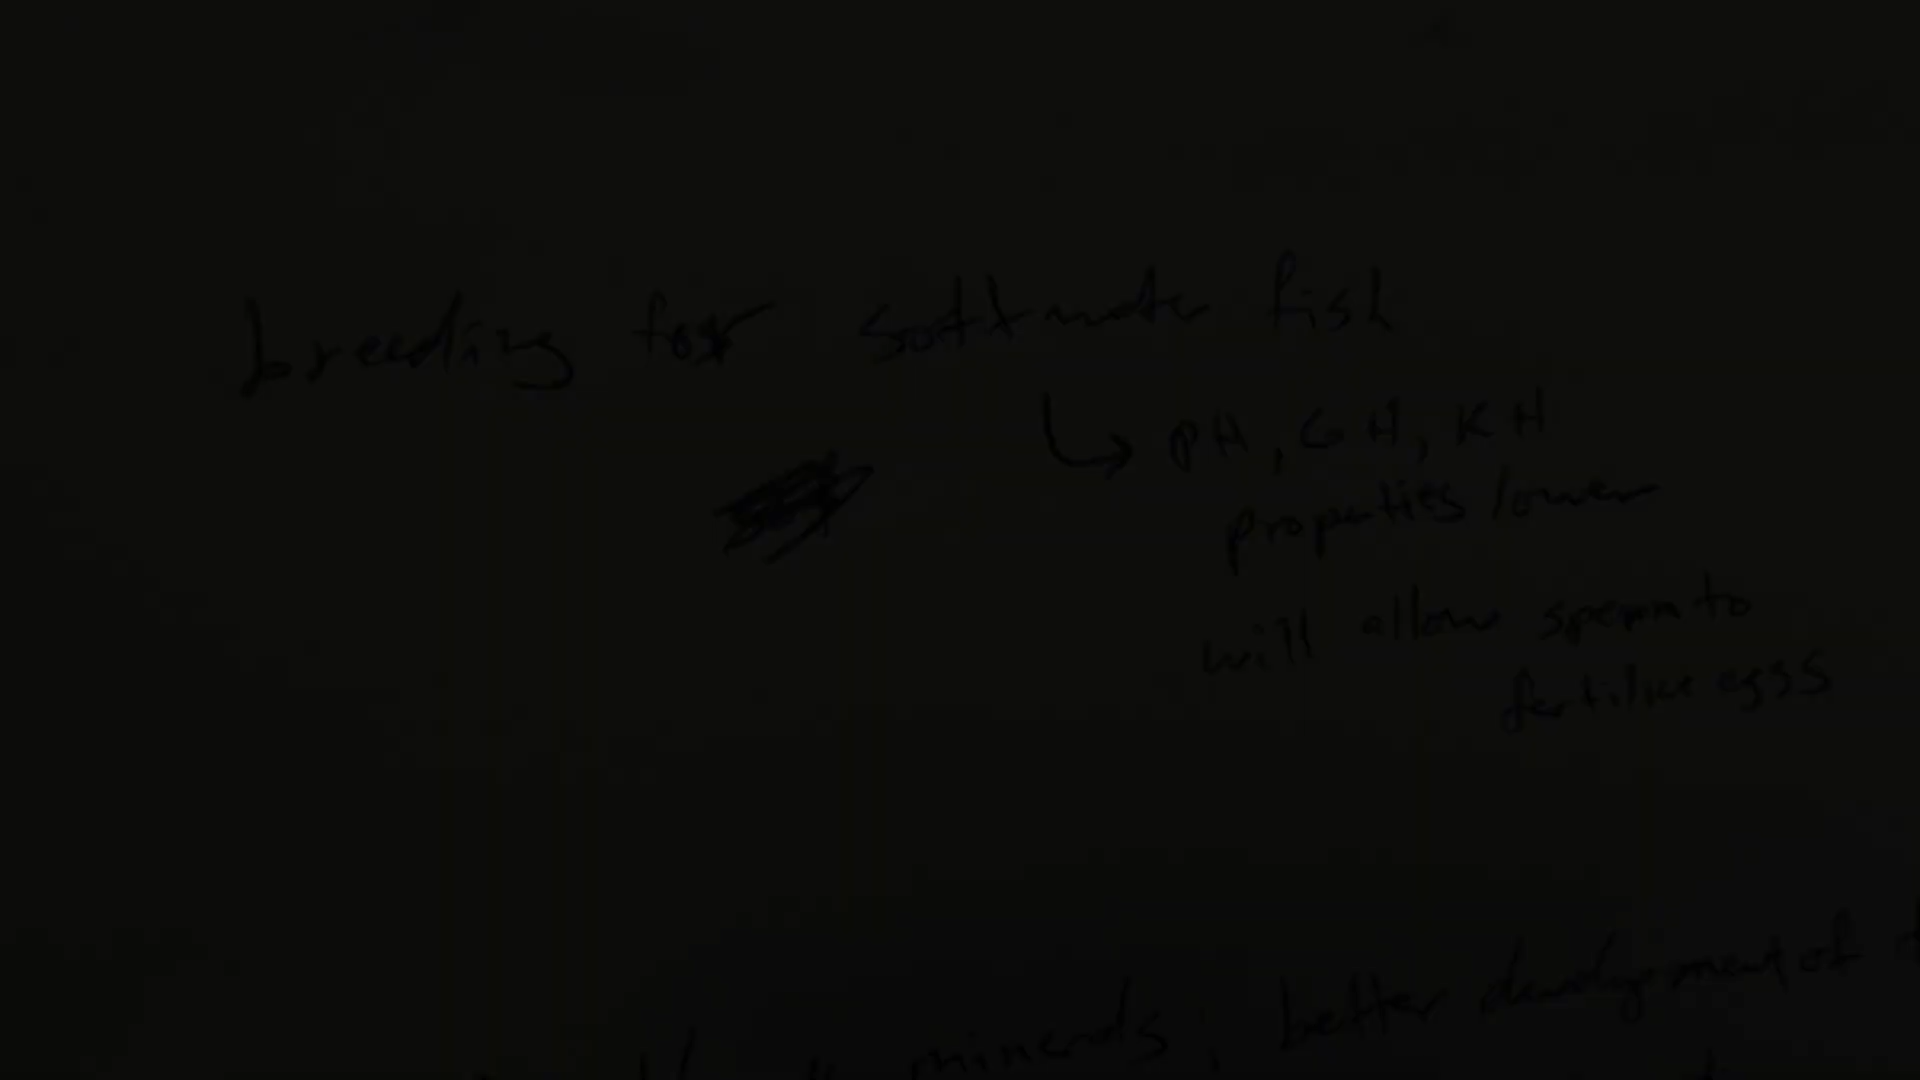 breeding for softwater fish
↳ pH, GH, KH
properties lower
will allow sperm to
fertilize eggs
minerals, better development of